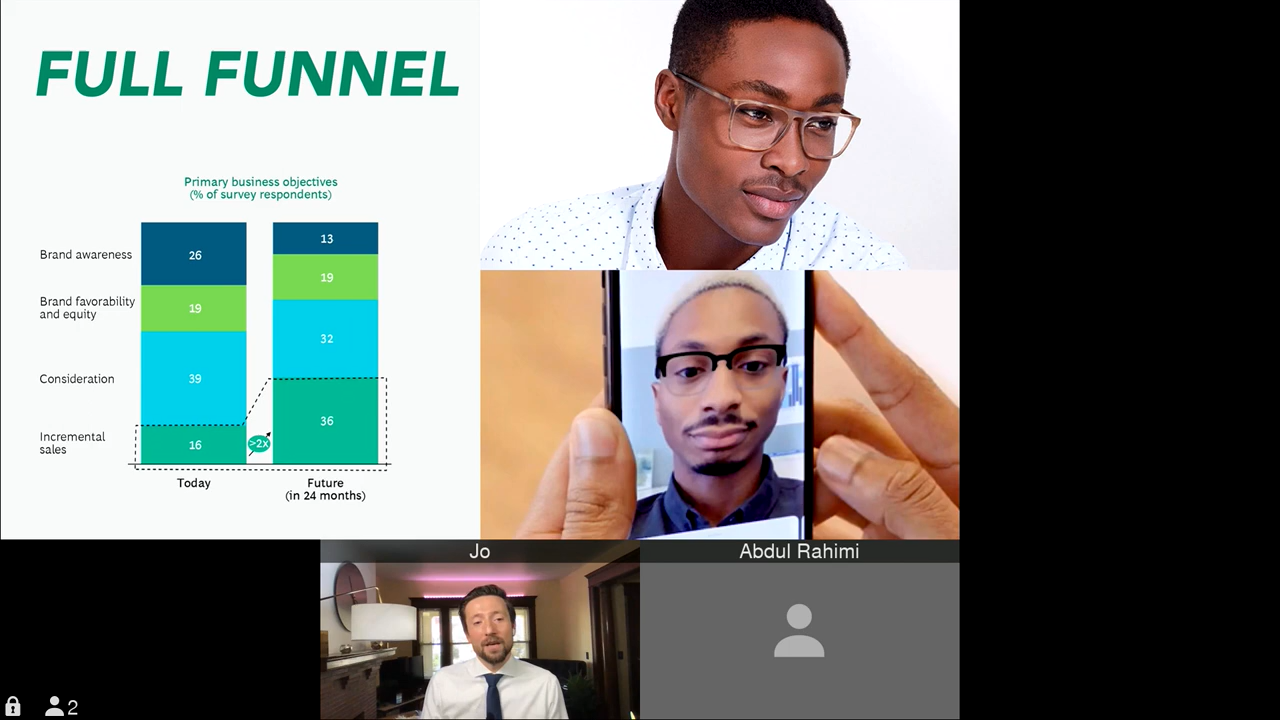 FULL FUNNEL
Primary business objectives
(% of survey respondents)
Brand awareness
26
13
Brand favorability
and equity
19
19
Consideration
39
32
Incremental
sales
16
>2x
36
Today
Future
(in 24 months)
Jo
Abdul Rahimi
2